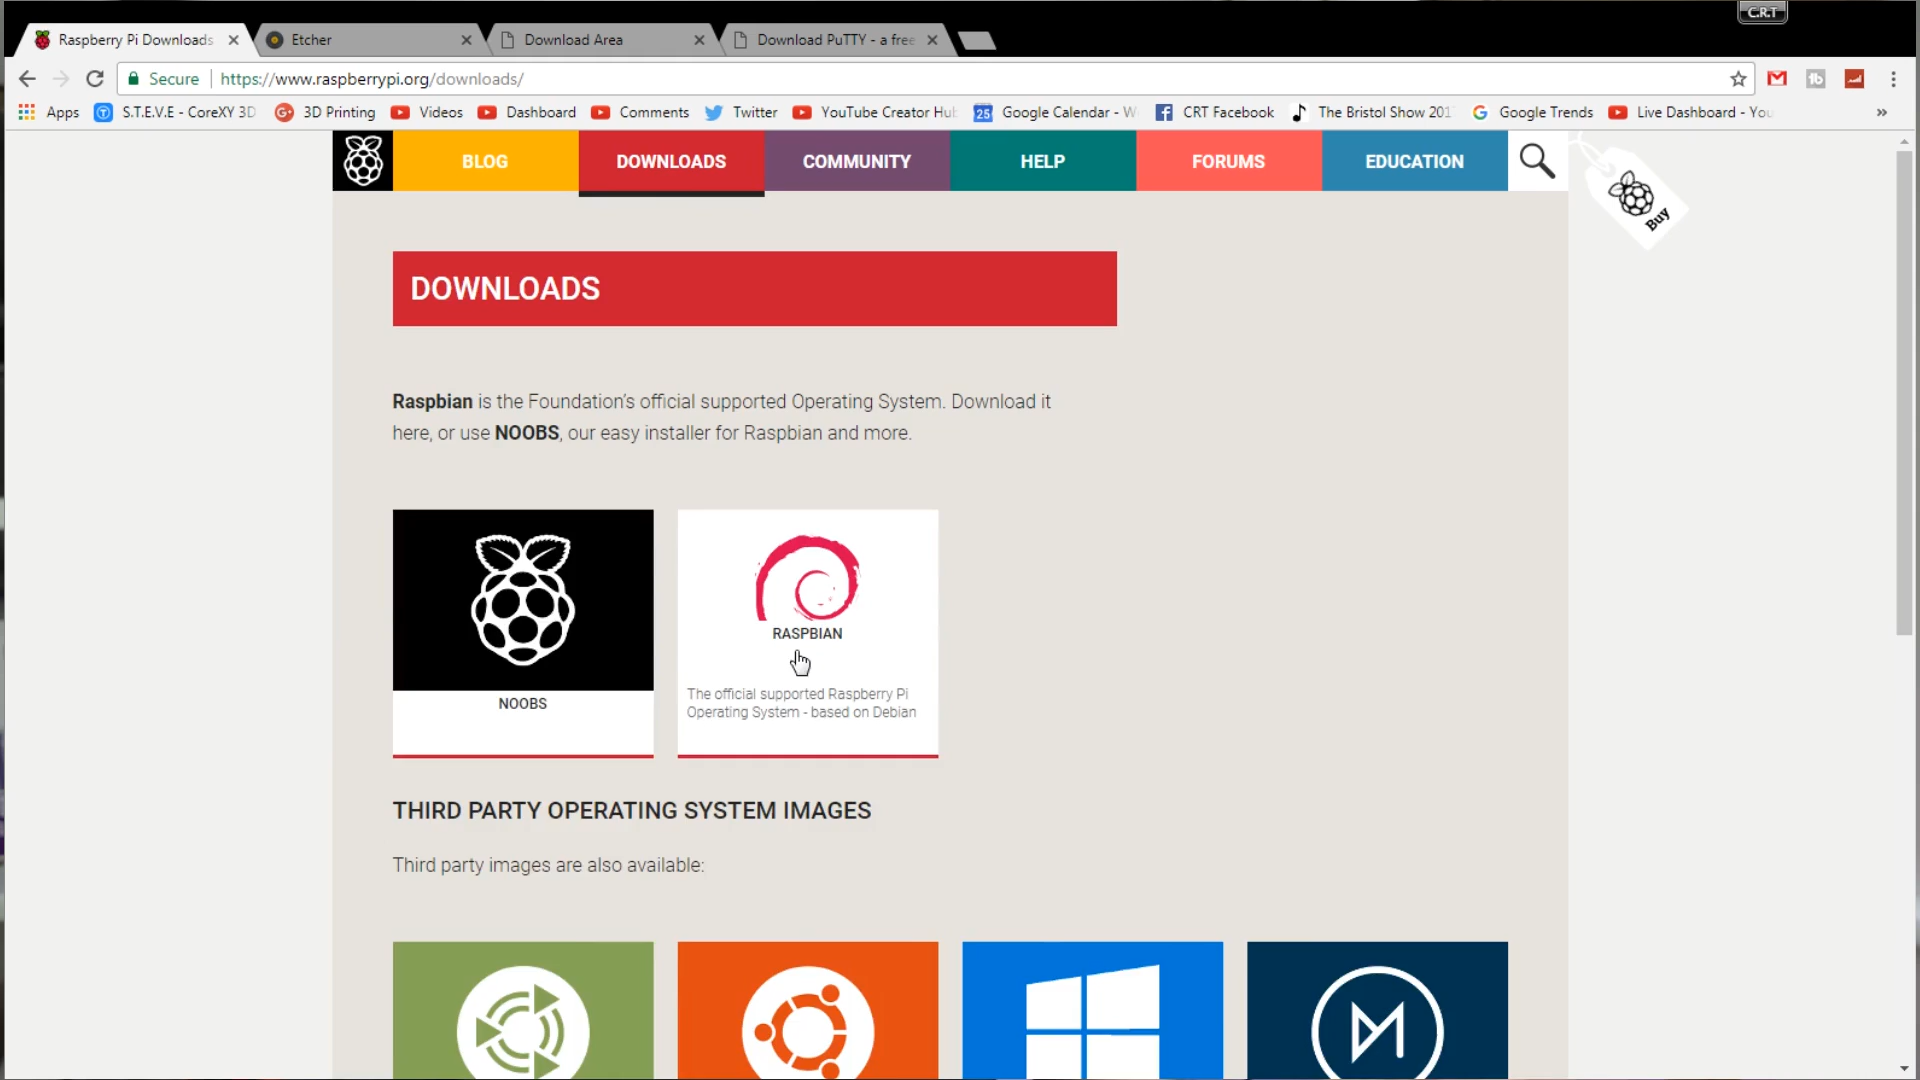 C.R.T
Raspberry Pi Downloads
Etcher
Download Area
Download PuTTY - a free
Secure https://www.raspberrypi.org/downloads/
Apps S.T.E.V.E - CoreXY 3D 3D Printing Videos Dashboard Comments Twitter YouTube Creator Hub 25 Google Calendar - W CRT Facebook The Bristol Show 201 Google Trends Live Dashboard - You »
BLOG DOWNLOADS COMMUNITY HELP FORUMS EDUCATION
Buy
DOWNLOADS
Raspbian is the Foundation's official supported Operating System. Download it
here, or use NOOBS, our easy installer for Raspbian and more.
NOOBS
RASPBIAN
The official supported Raspberry Pi
Operating System - based on Debian
THIRD PARTY OPERATING SYSTEM IMAGES
Third party images are also available: